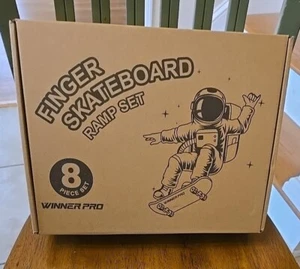 FINGER
SKATEBOARD
RAMP SET
8
PIECE SET
WINNER PRO